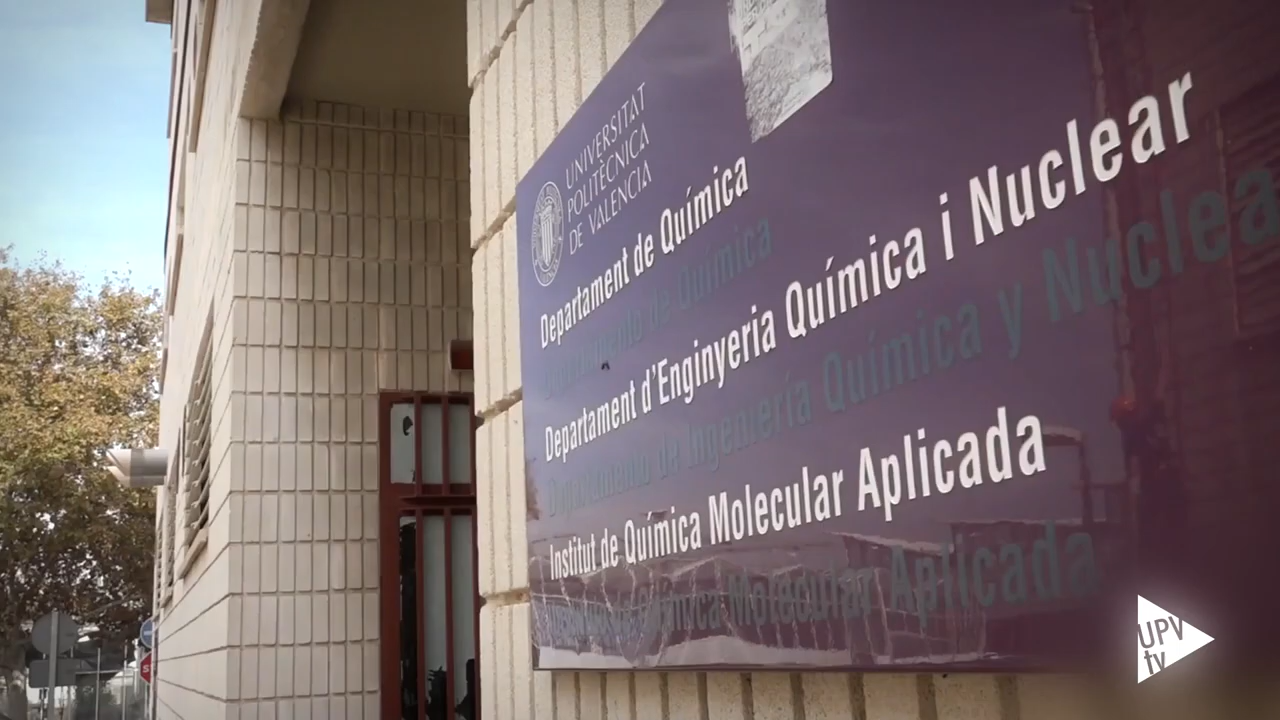 UNIVERSITAT
POLITÈCNICA
DE VALÈNCIA
Departament de Química
Departamento de Química
Departament d'Enginyeria Química i Nuclear
Departamento de Ingeniería Química y Nuclear
Institut de Química Molecular Aplicada
Química Molecular Aplicada
UPV
tv